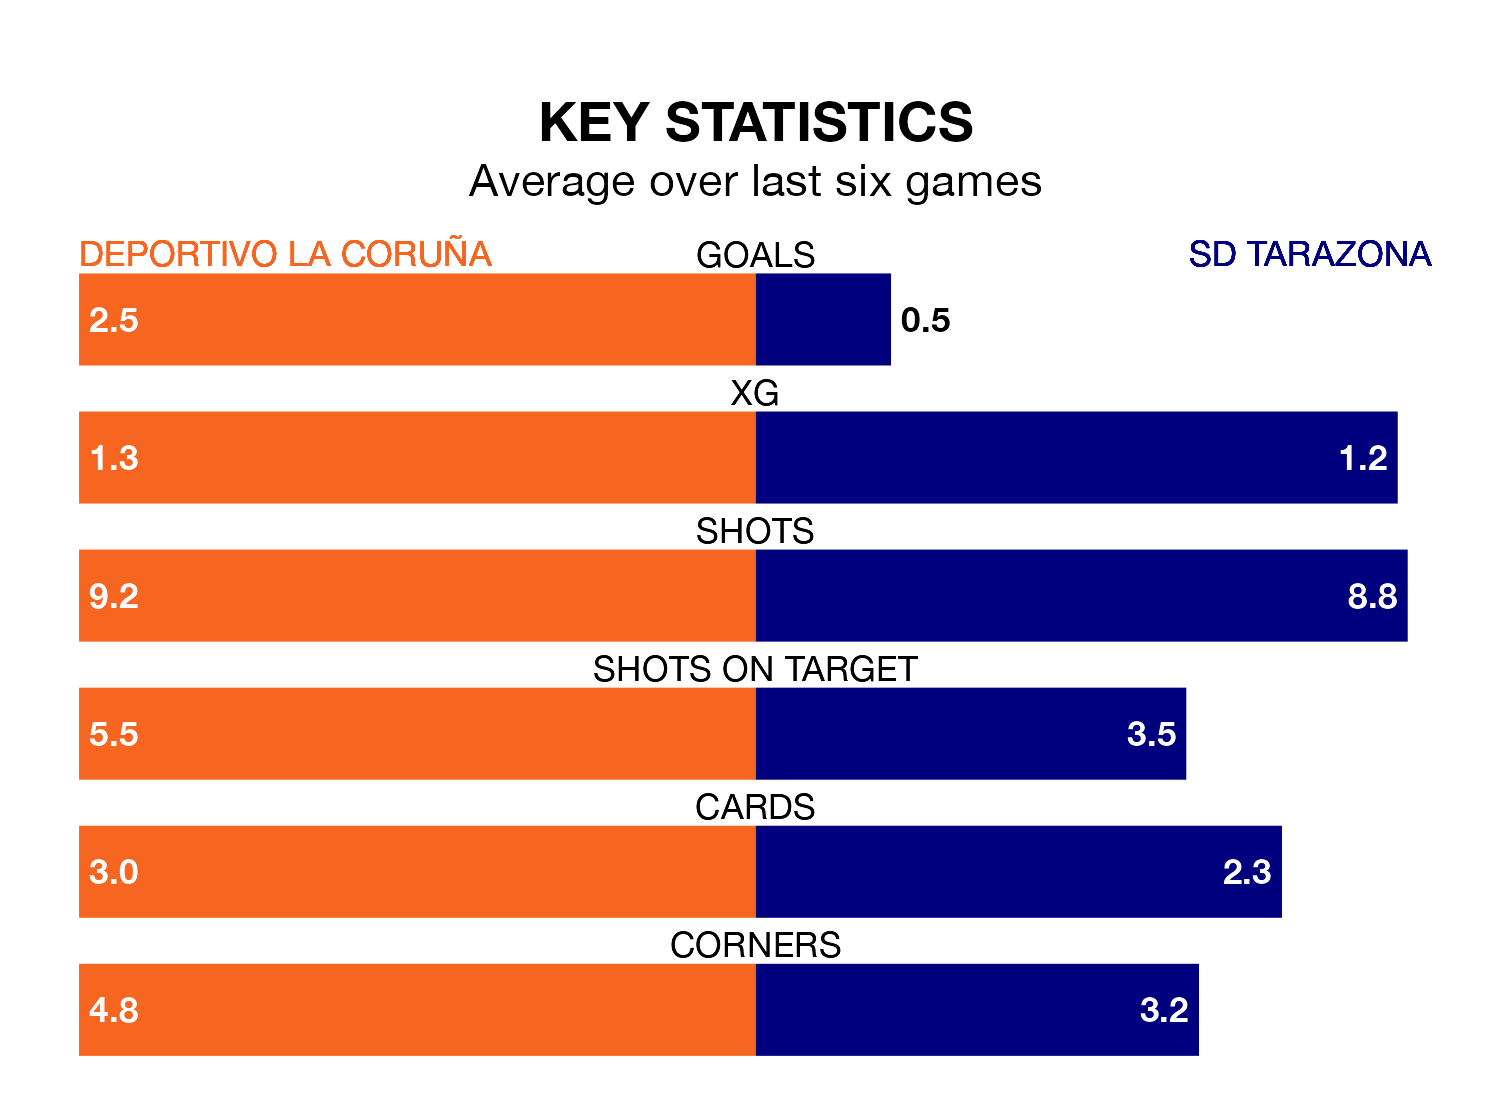 KEY STATISTICS
Average over last six games
DEPORTIVO LA CORUÑA GOALS SD TARAZONA
2.5 0.5
XG
1.3 1.2
SHOTS
9.2 8.8
SHOTS ON TARGET
5.5 3.5
CARDS
3.0 2.3
CORNERS
4.8 3.2